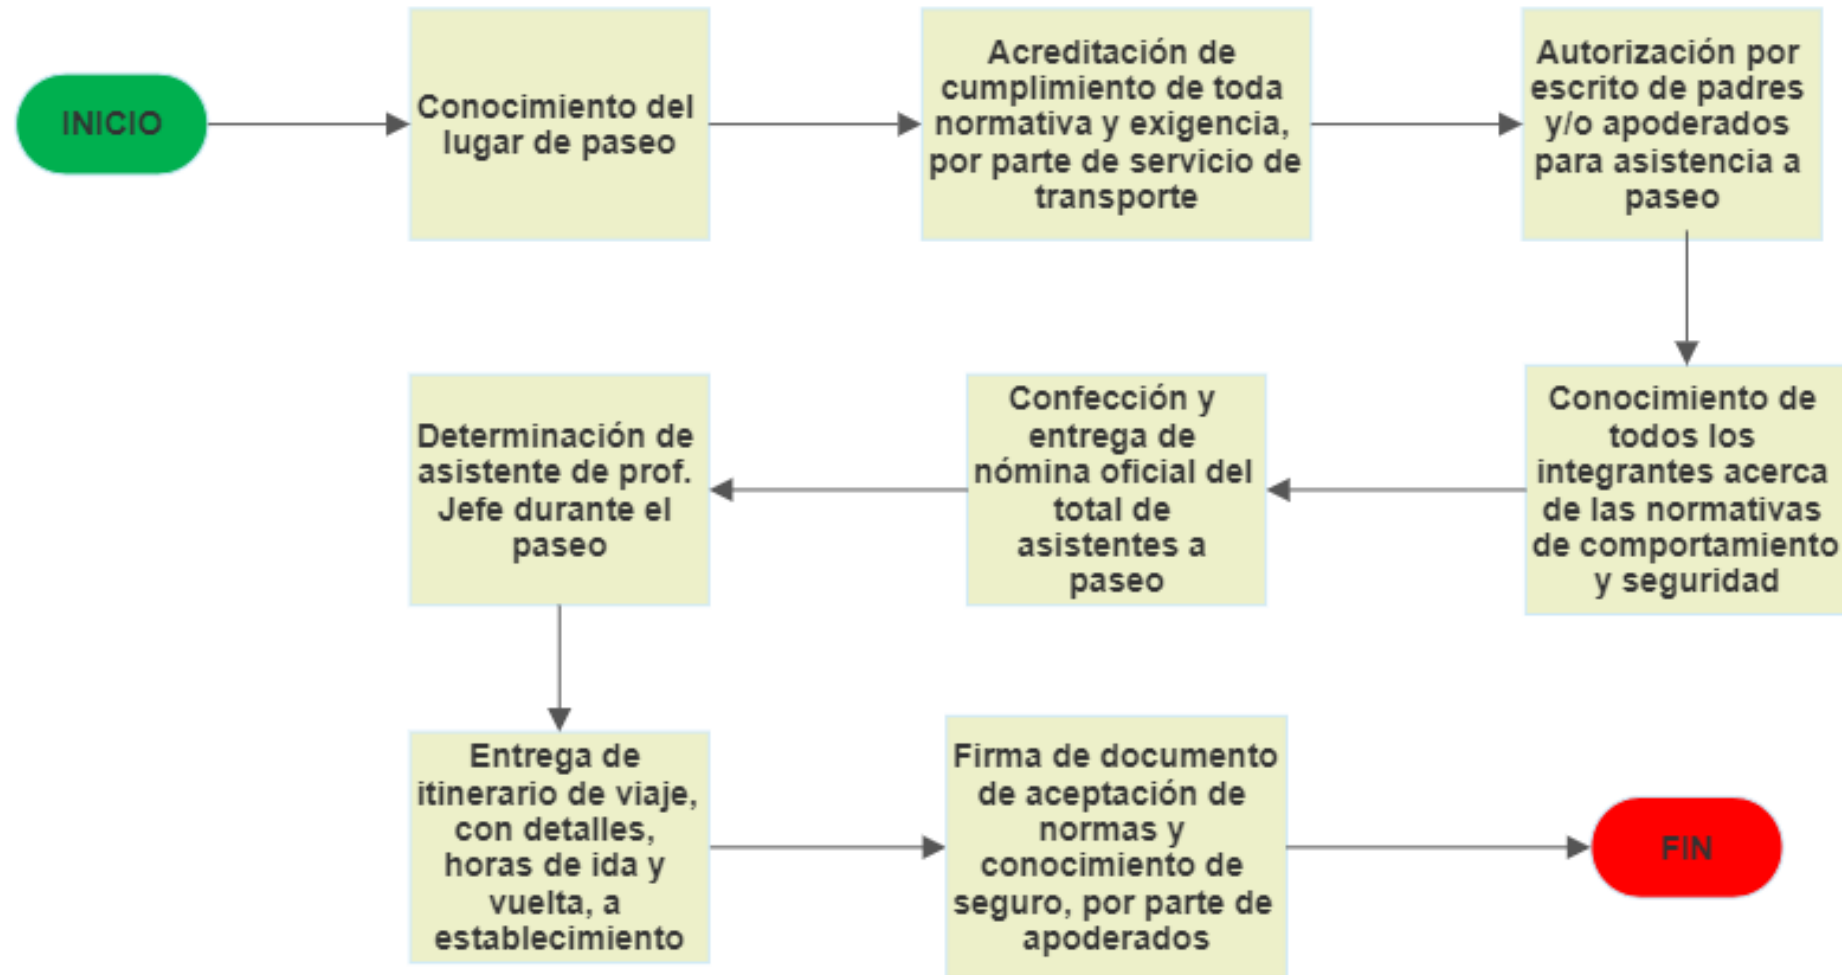 INICIO
Conocimiento del
lugar de paseo
Acreditación de
cumplimiento de toda
normativa y exigencia,
por parte de servicio de
transporte
Autorización por
escrito de padres
y/o apoderados
para asistencia a
paseo
Conocimiento de
todos los
integrantes acerca
de las normativas
de comportamiento
y seguridad
Confección y
entrega de
nómina oficial del
total de
asistentes a
paseo
Determinación de
asistente de prof.
Jefe durante el
paseo
Entrega de
itinerario de viaje,
con detalles,
horas de ida y
vuelta, a
establecimiento
Firma de documento
de aceptación de
normas y
conocimiento de
seguro, por parte de
apoderados
FIN